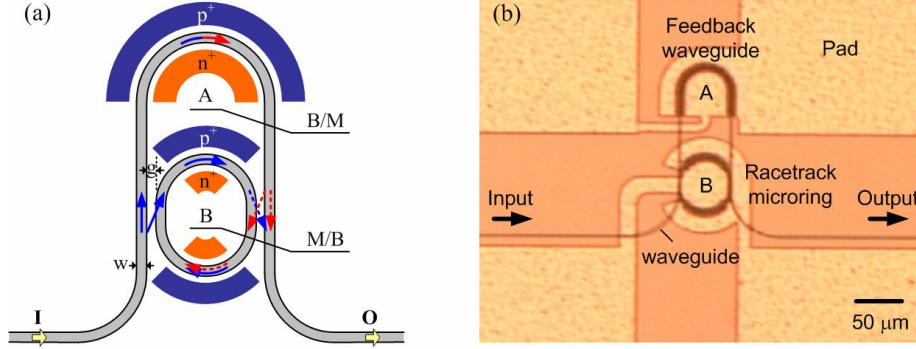 (a)
p+
n+
A
B/M
p+
g
n+
B
M/B
w
I
O
(b)
Feedback
waveguide
Pad
A
Racetrack
microring
B
Input
Output
waveguide
50 μm